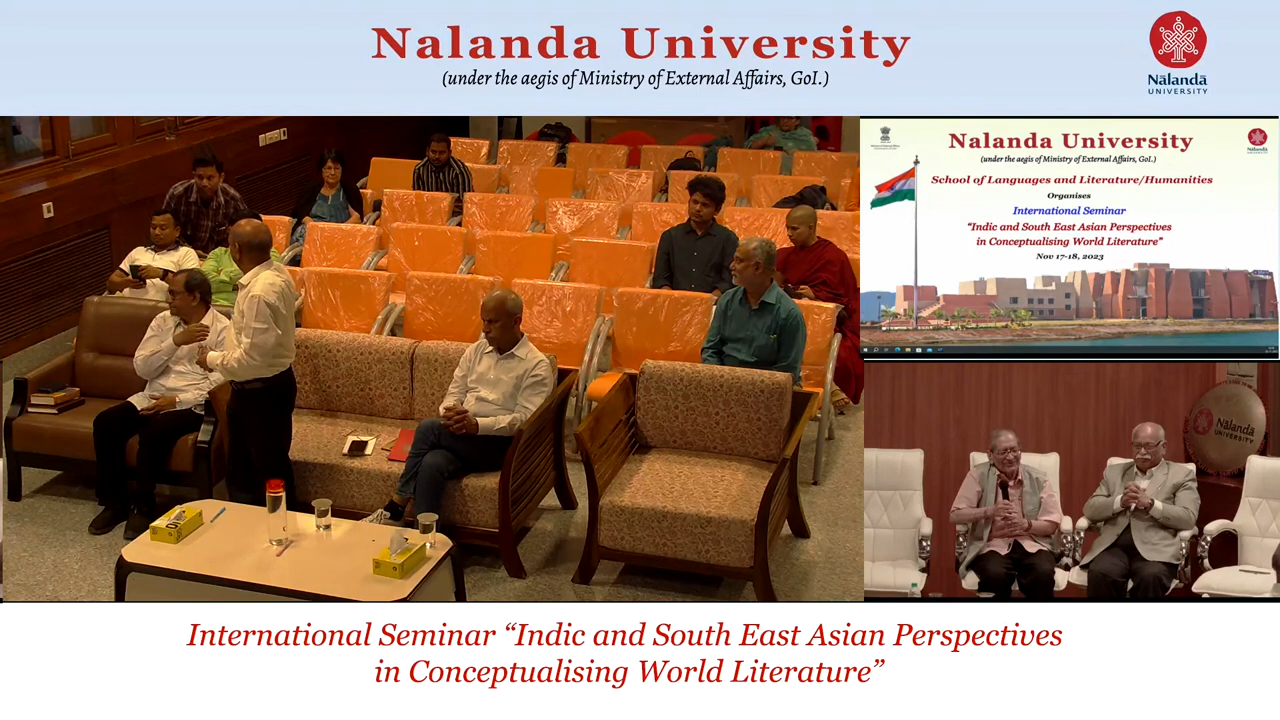 Nalanda University
(under the aegis of Ministry of External Affairs, GoI.)
Nālandā
UNIVERSITY
Nalanda University
(under the aegis of Ministry of External Affairs, GoI.)
School of Languages and Literature/Humanities
Organises
International Seminar
“Indic and South East Asian Perspectives
in Conceptualising World Literature”
Nov 17-18, 2023
Nālandā
UNIVERSITY
International Seminar “Indic and South East Asian Perspectives
in Conceptualising World Literature”